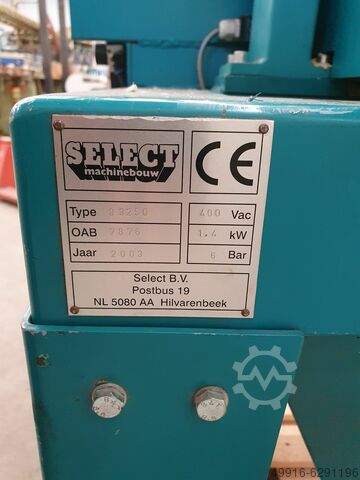 SELECT
machinebouw
CE
Type 33250
400 Vac
OAB 7876
1.4 kW
Jaar 2003
6 Bar
Select B.V.
Postbus 19
NL 5080 AA Hilvarenbeek
49916-6291196